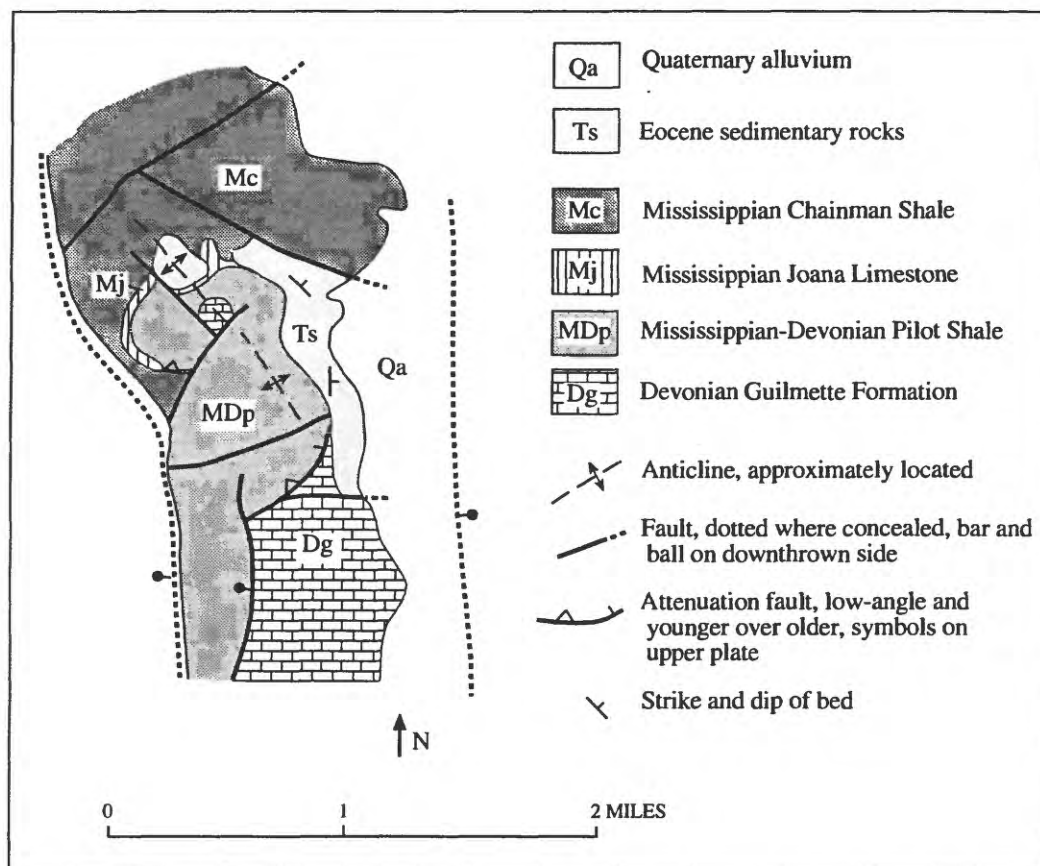 Mc
Mj
Ts
Qa
MDp
Dg
N
0 1 2 MILES
Qa Quaternary alluvium
Ts Eocene sedimentary rocks
Mc Mississippian Chainman Shale
Mj Mississippian Joana Limestone
MDp Mississippian-Devonian Pilot Shale
Dg Devonian Guilmette Formation
Anticline, approximately located
Fault, dotted where concealed, bar and
ball on downthrown side
Attenuation fault, low-angle and
younger over older, symbols on
upper plate
Strike and dip of bed